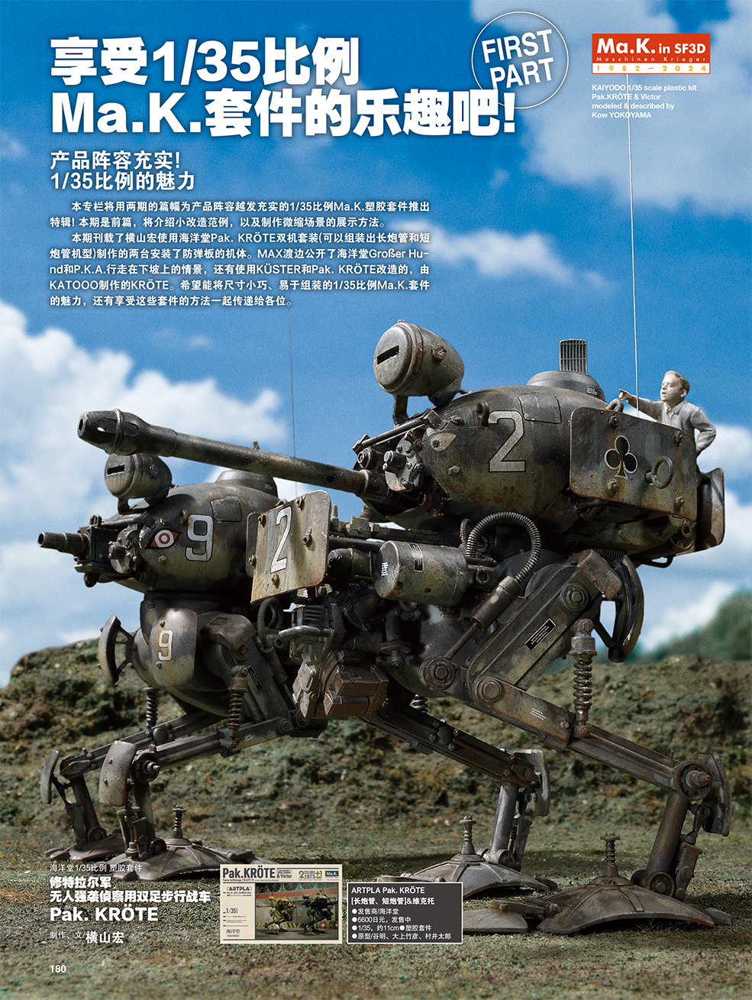 享受1/35比例
Ma.K.套件的乐趣吧!
FIRST
PART
Ma.K. in SF3D
Maschinen Krieger
1982—2024
KAIYODO 1/35 scale plastic kit
Pak.KRÖTE & Victor
modeled & described by
Kow YOKOYAMA
产品阵容充实!
1/35比例的魅力
本专栏将用两期的篇幅为产品阵容越发充实的1/35比例Ma.K.塑胶套件推出
特辑! 本期是前篇，将介绍小改造范例，以及制作微缩场景的展示方法。
本期刊载了横山宏使用海洋堂Pak. KRÖTE双机套装(可以组装出长炮管和短
炮管机型)制作的两台安装了防弹板的机体。MAX渡边公开了海洋堂Großer Hu-
nd和P.K.A.行走在下坡上的情景，还有使用KÜSTER和Pak. KRÖTE改造的，由
KATOOO制作的KRÖTE。希望能将尺寸小巧、易于组装的1/35比例Ma.K.套件
的魅力，还有享受这些套件的方法一起传递给各位。
2
9
2
9
海洋堂1/35比例 塑胶套件
修特拉尔军
无人强袭侦察用双足步行战车
Pak. KRÖTE
制作、文/横山宏
Pak.KRÖTE
& Victor
2 COLORS
2 KITS+1
Ma.K.
ARTPLA
1/35
海洋堂
ARTPLA Pak. KRÖTE
[长炮管、短炮管]&维克托
●发售商/海洋堂
●6600日元，发售中
●1/35，约11cm●塑胶套件
●原型/谷明、大上竹彦、村井太郎
180